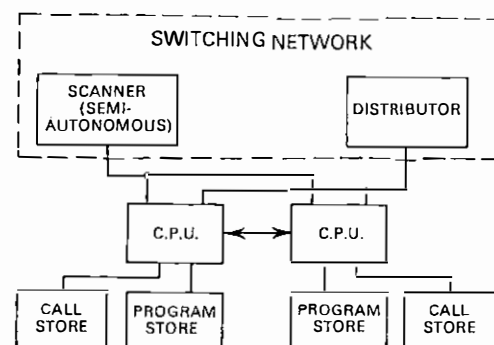 SWITCHING NETWORK
SCANNER
(SEMI-
AUTONOMOUS)
DISTRIBUTOR
C.P.U.
C.P.U.
CALL
STORE
PROGRAM
STORE
PROGRAM
STORE
CALL
STORE